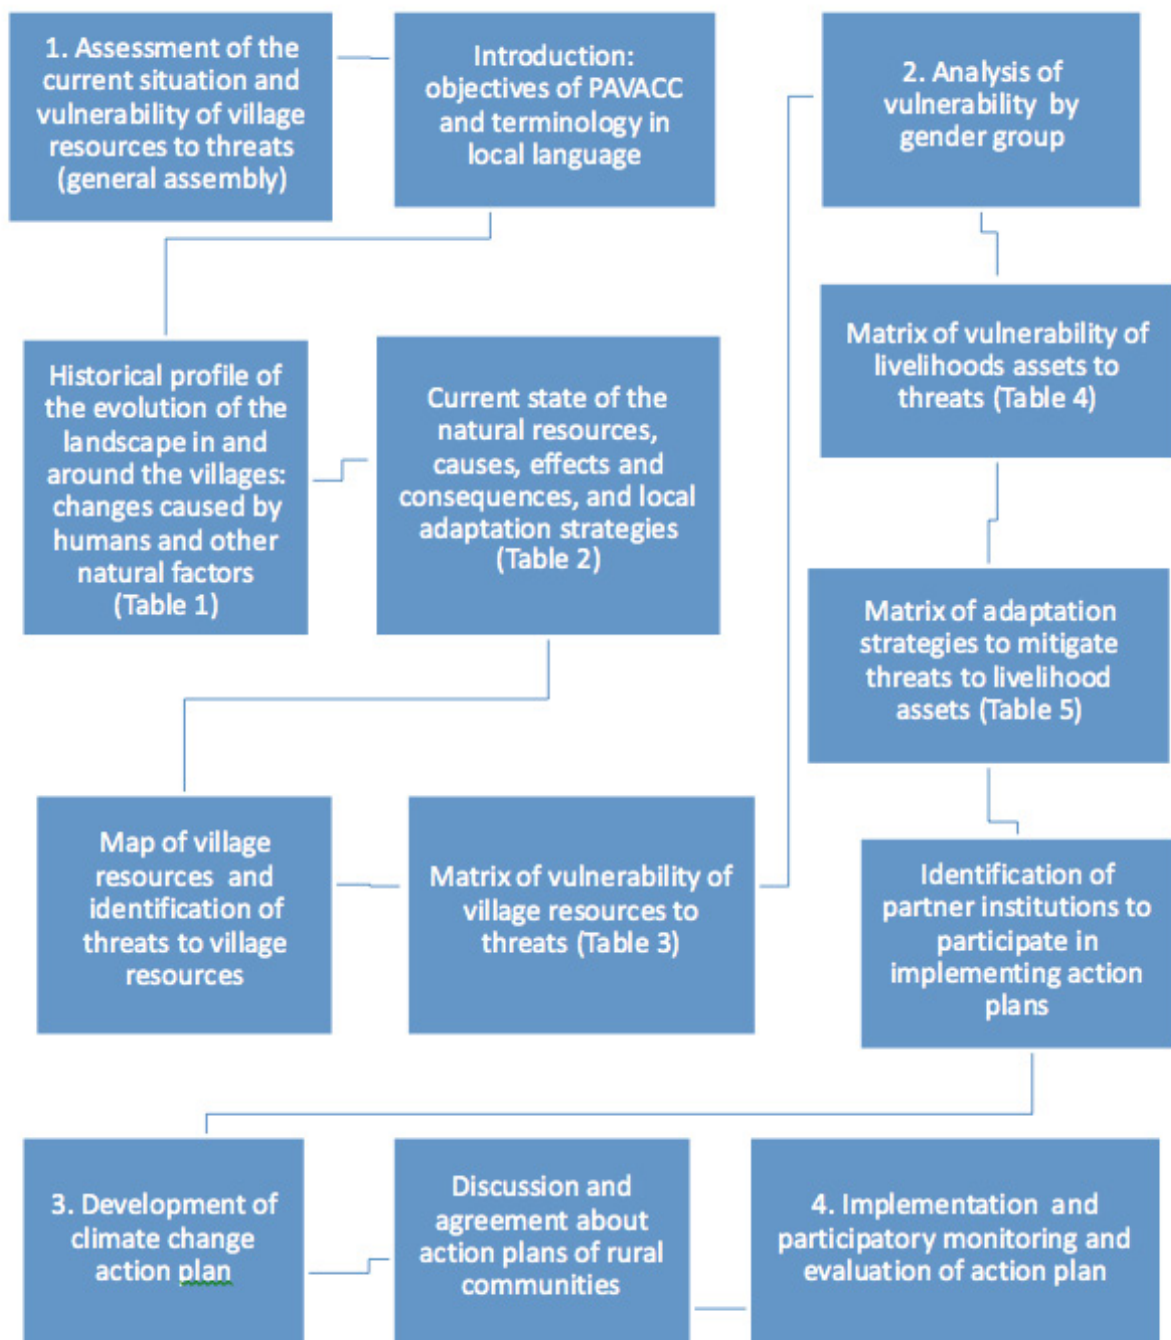 1. Assessment of the
current situation and
vulnerability of village
resources to threats
(general assembly)
Introduction:
objectives of PAVACC
and terminology in
local language
Historical profile of
the evolution of the
landscape in and
around the villages:
changes caused by
humans and other
natural factors
(Table 1)
Current state of the
natural resources,
causes, effects and
consequences, and local
adaptation strategies
(Table 2)
Map of village
resources and
identification of
threats to village
resources
Matrix of vulnerability of
village resources to
threats (Table 3)
2. Analysis of
vulnerability by
gender group
Matrix of vulnerability of
livelihoods assets to
threats (Table 4)
Matrix of adaptation
strategies to mitigate
threats to livelihood
assets (Table 5)
Identification of
partner institutions to
participate in
implementing action
plans
3. Development of
climate change
action plan
Discussion and
agreement about
action plans of rural
communities
4. Implementation and
participatory monitoring and
evaluation of action plan